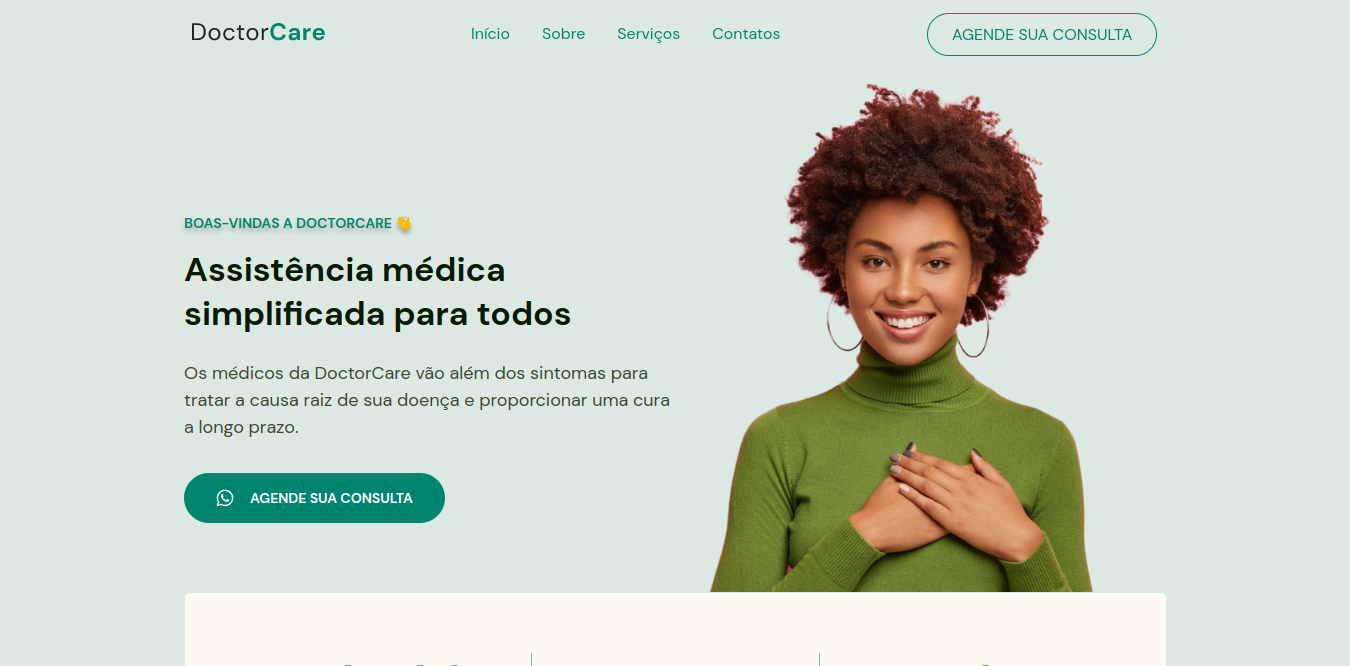 DoctorCare
Início
Sobre
Serviços
Contatos
AGENDE SUA CONSULTA
BOAS-VINDAS A DOCTORCARE 👋
Assistência médica
simplificada para todos
Os médicos da DoctorCare vão além dos sintomas para
tratar a causa raiz de sua doença e proporcionar uma cura
a longo prazo.
AGENDE SUA CONSULTA